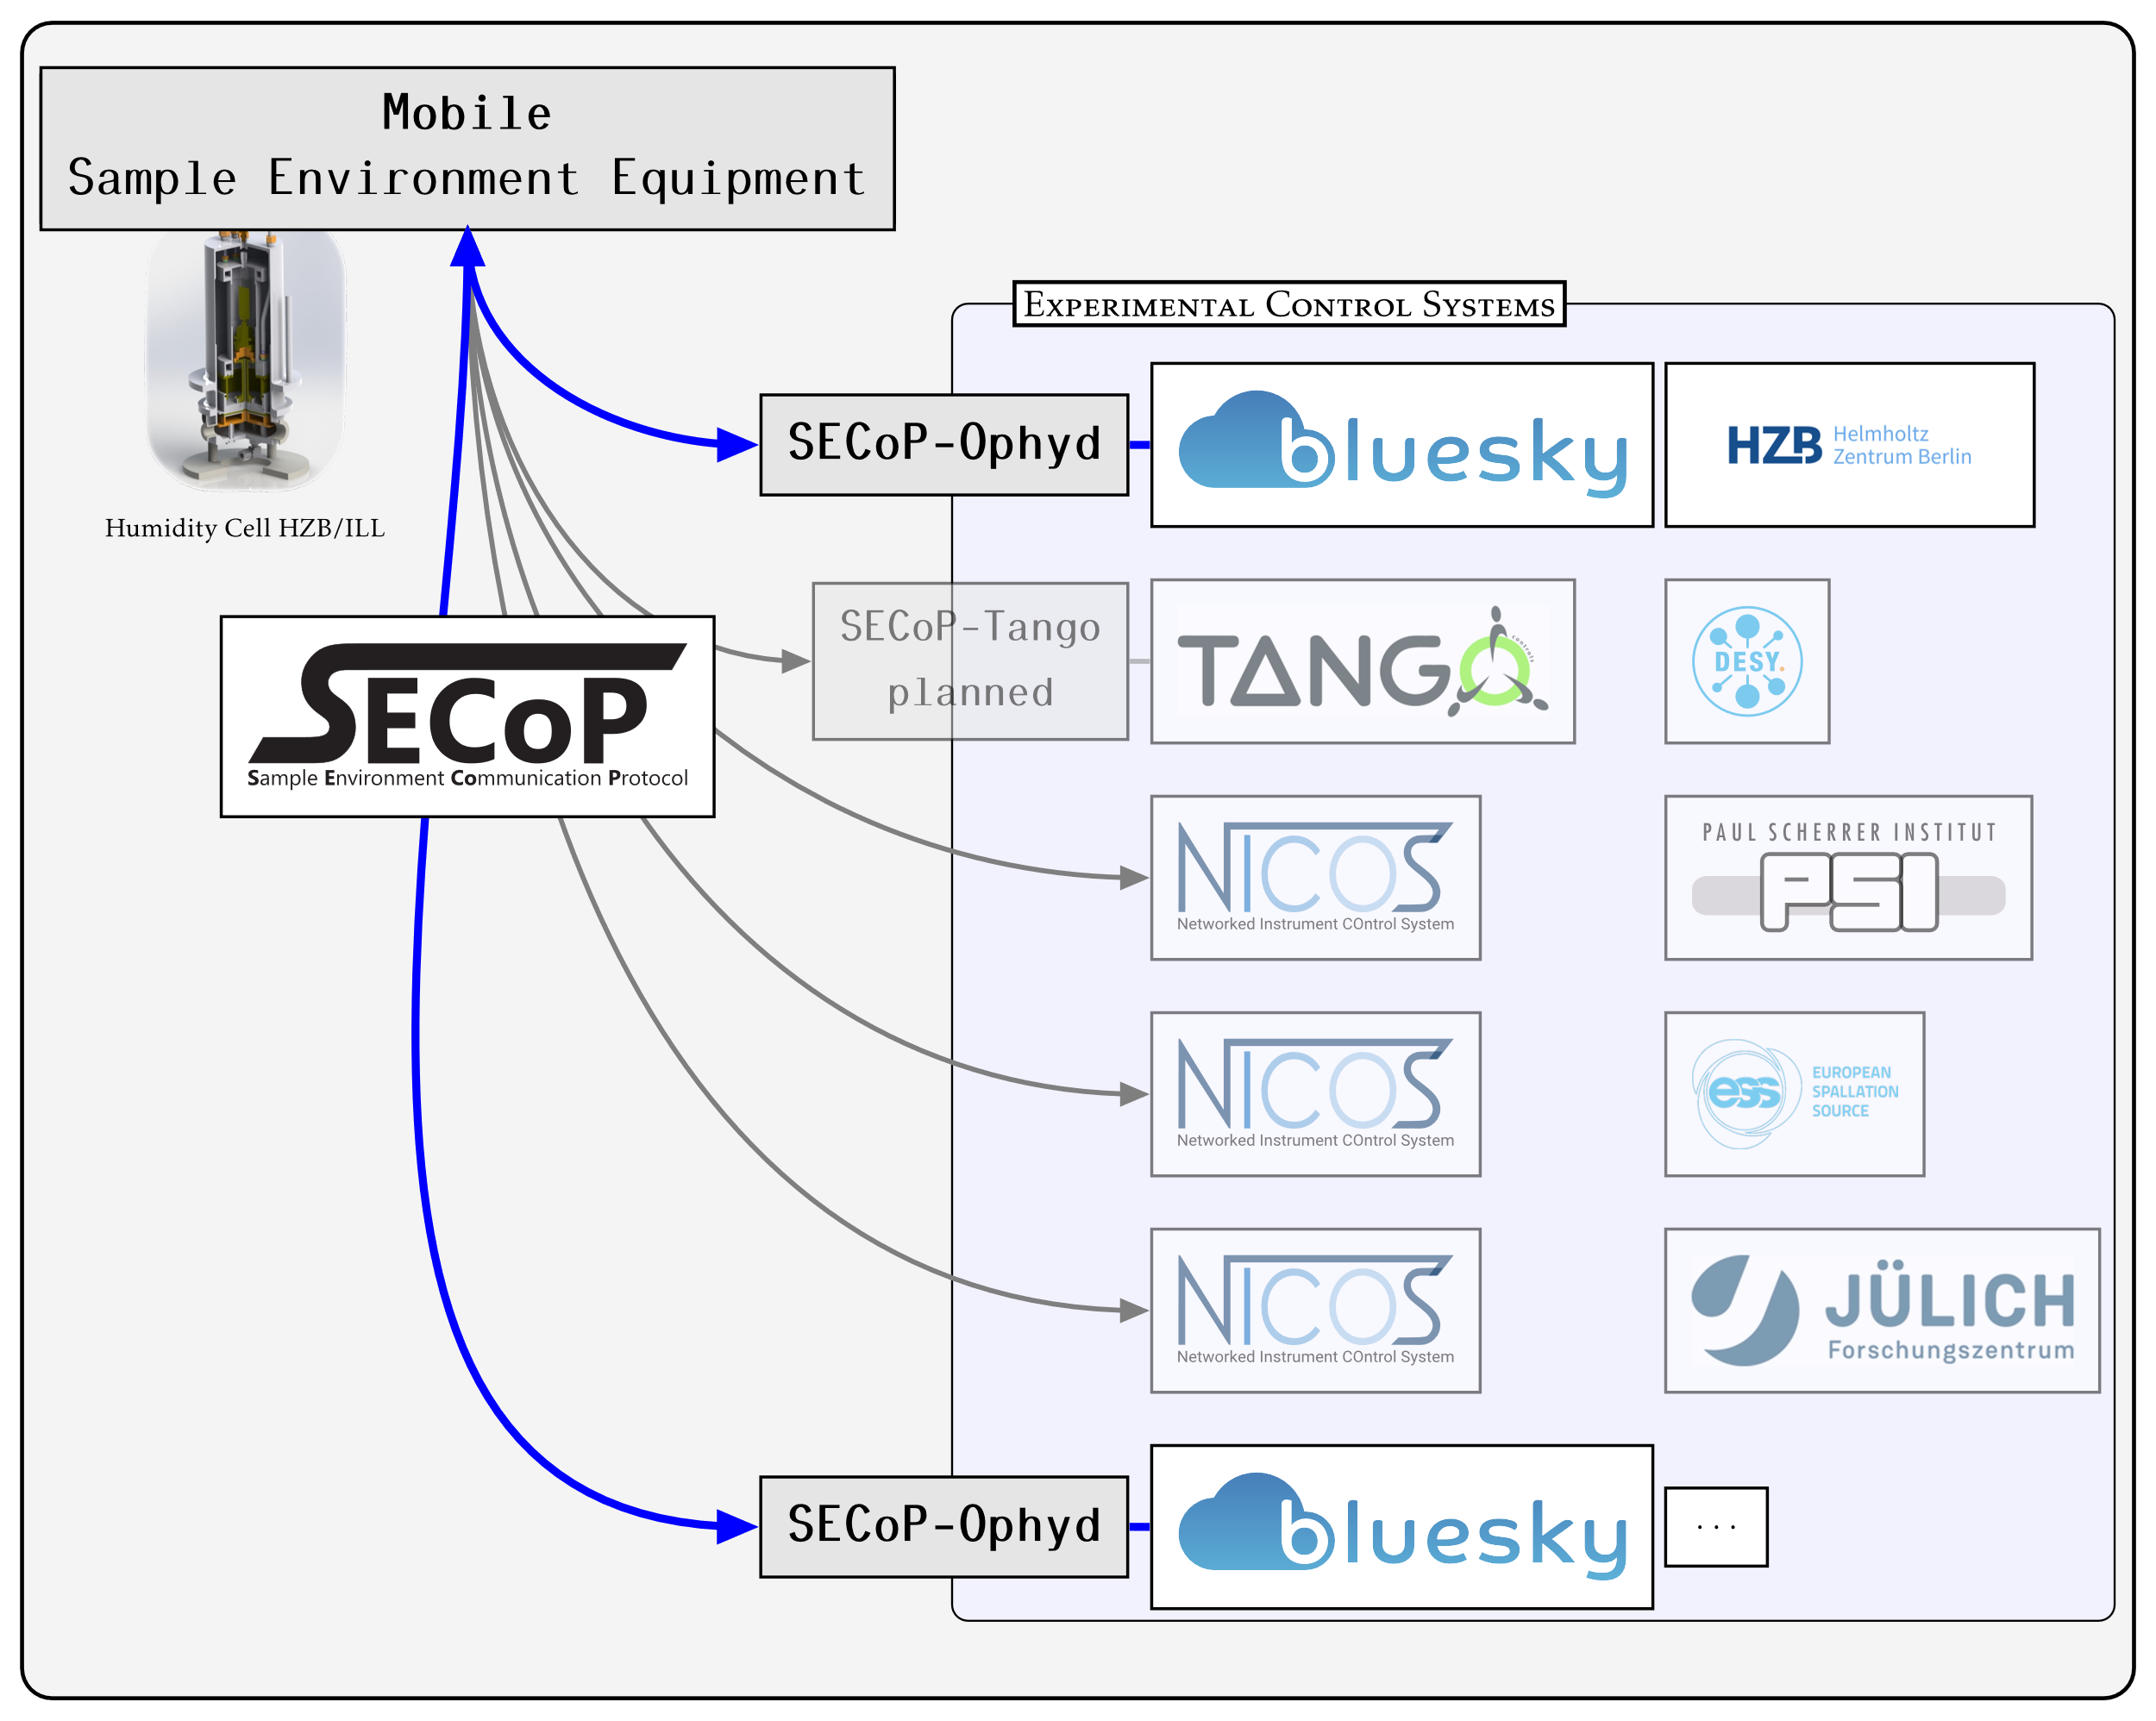 Mobile
Sample Environment Equipment
Humidity Cell HZB/ILL
EXPERIMENTAL CONTROL SYSTEMS
SECoP-Ophyd
bluesky
HZB Helmholtz
Zentrum Berlin
SECoP
Sample Environment COmmunication Protocol
SECoP-Tango
planned
TANGO
controls
DESY.
NICOS
Networked Instrument COntrol System
PAUL SCHERRER INSTITUT
PSI
NICOS
Networked Instrument COntrol System
ess
EUROPEAN
SPALLATION
SOURCE
NICOS
Networked Instrument COntrol System
JÜLICH
Forschungszentrum
SECoP-Ophyd
bluesky
...